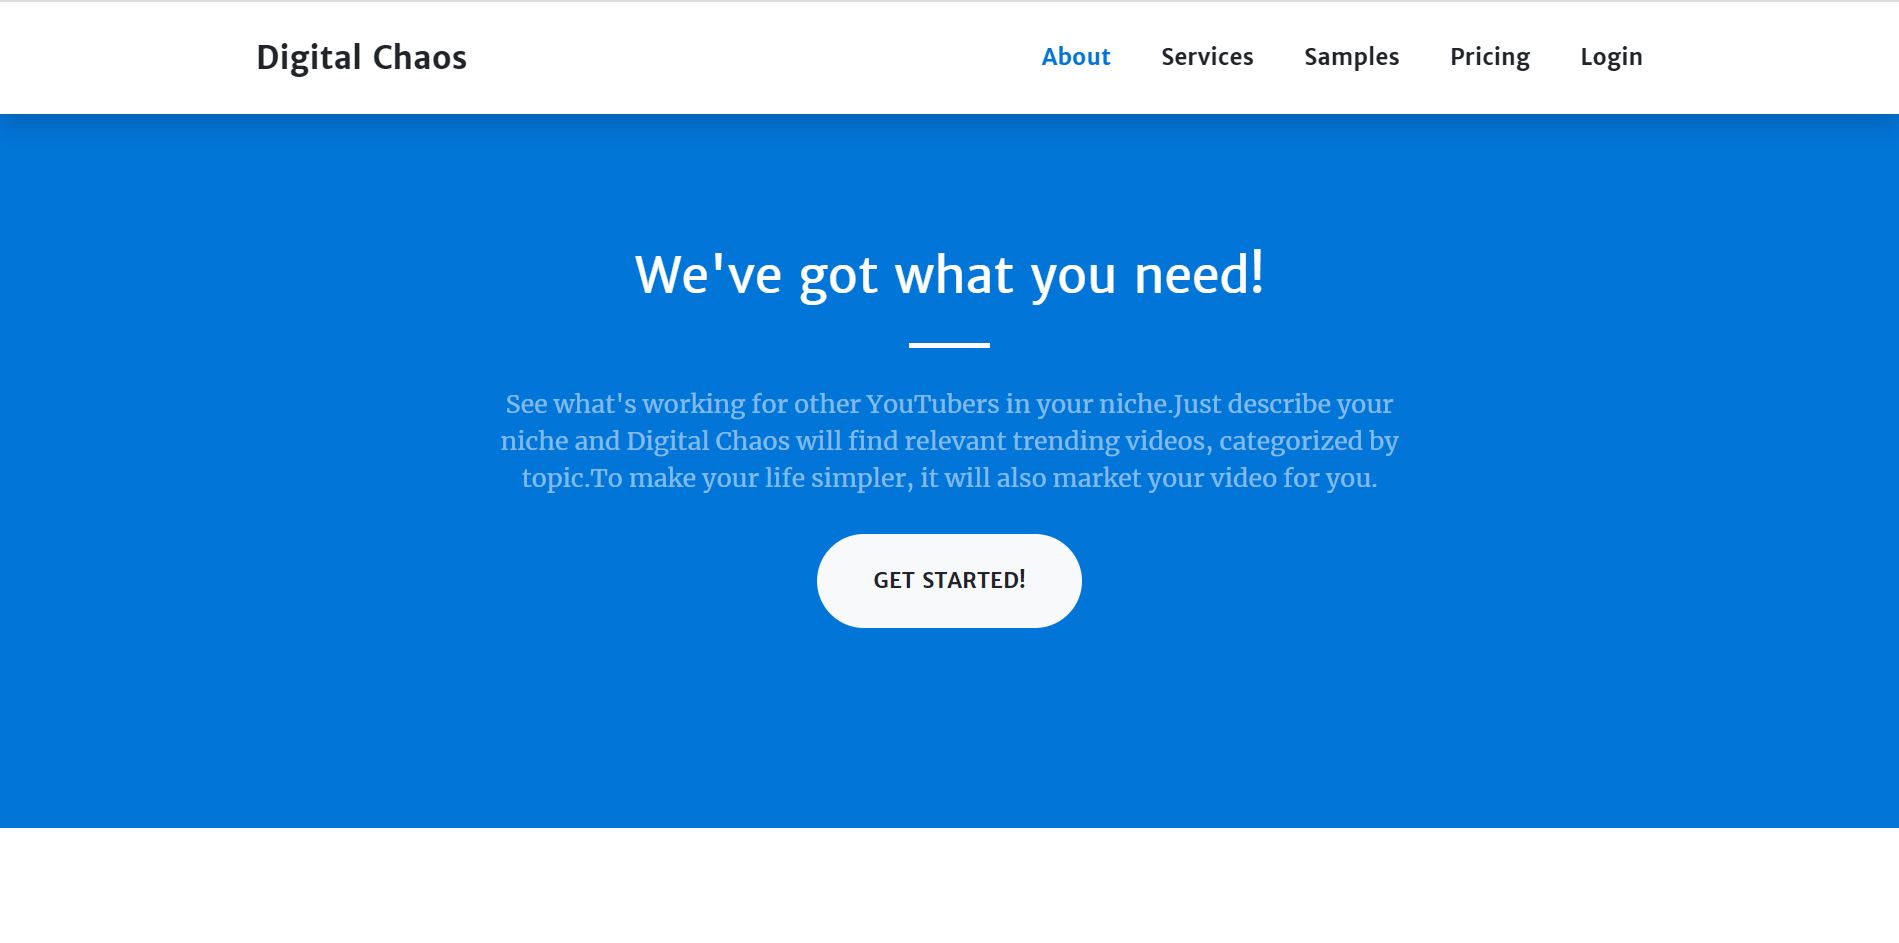 Digital Chaos
About Services Samples Pricing Login
We've got what you need!
See what's working for other YouTubers in your niche.Just describe your
niche and Digital Chaos will find relevant trending videos, categorized by
topic.To make your life simpler, it will also market your video for you.
GET STARTED!